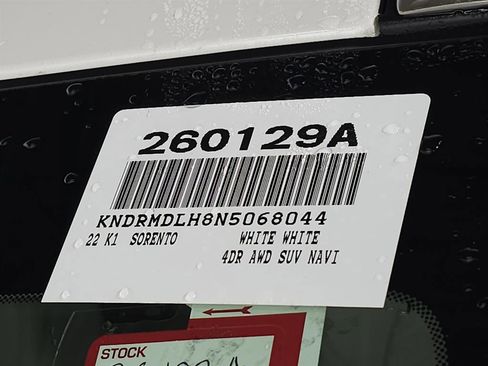 260129A
KNDRMDLH8N5068044
22 K1 SORENTO WHITE WHITE
4DR AWD SUV NAVI
STOCK